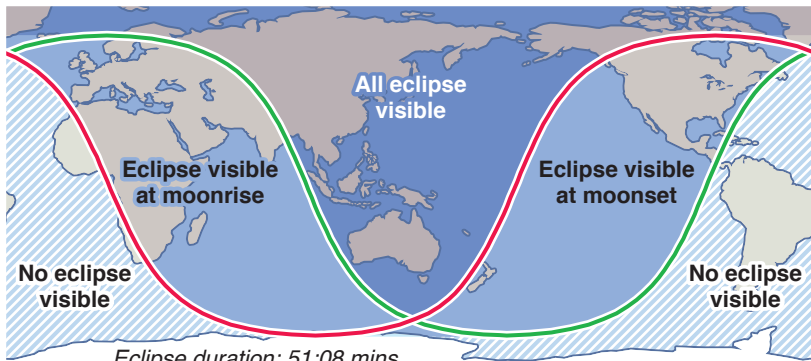 All eclipse
visible
Eclipse visible
at moonrise
Eclipse visible
at moonset
No eclipse
visible
No eclipse
visible
Eclipse duration: 51:08 mins